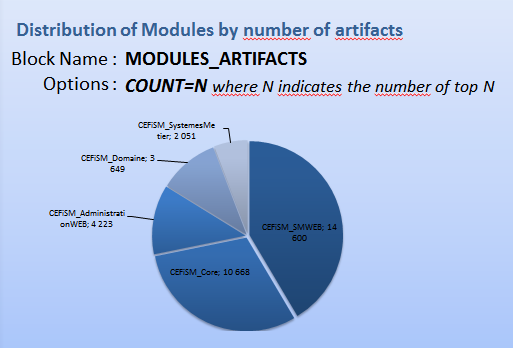 Distribution of Modules by number of artifacts
Block Name : MODULES_ARTIFACTS
Options : COUNT=N where N indicates the number of top N
CEFiSM_SystemesMe
tier; 2 051
CEFiSM_Domaine; 3
649
CEFiSM_Administrati
onWEB; 4 223
CEFiSM_SMWEB; 14
600
CEFiSM_Core; 10 668